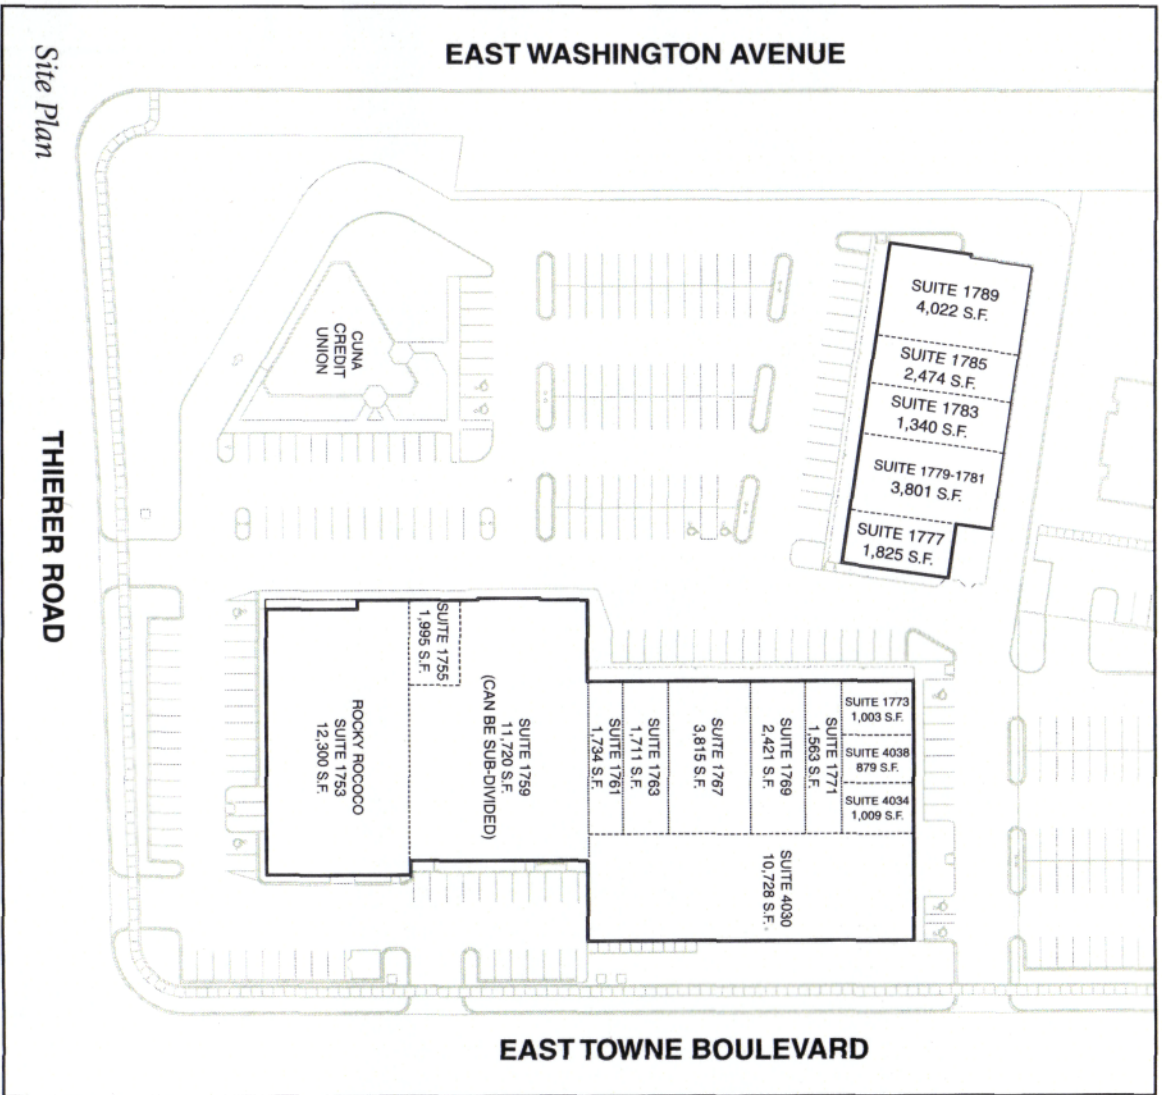 EAST WASHINGTON AVENUE
Site Plan
SUITE 1789
4,022 S.F.
SUITE 1785
2,474 S.F.
SUITE 1783
1,340 S.F.
SUITE 1779-1781
3,801 S.F.
SUITE 1777
1,825 S.F.
CUNA
CREDIT
UNION
THIERER ROAD
SUITE 1755
1,995 S.F.
ROCKY ROCOCO
SUITE 1753
12,300 S.F.
SUITE 1759
11,720 S.F.
(CAN BE SUB-DIVIDED)
SUITE 1761
1,734 S.F.
SUITE 1763
1,711 S.F.
SUITE 1767
3,815 S.F.
SUITE 1769
2,421 S.F.
SUITE 1771
1,563 S.F.
SUITE 1773
1,003 S.F.
SUITE 4038
879 S.F.
SUITE 4034
1,009 S.F.
SUITE 4030
10,728 S.F.
EAST TOWNE BOULEVARD